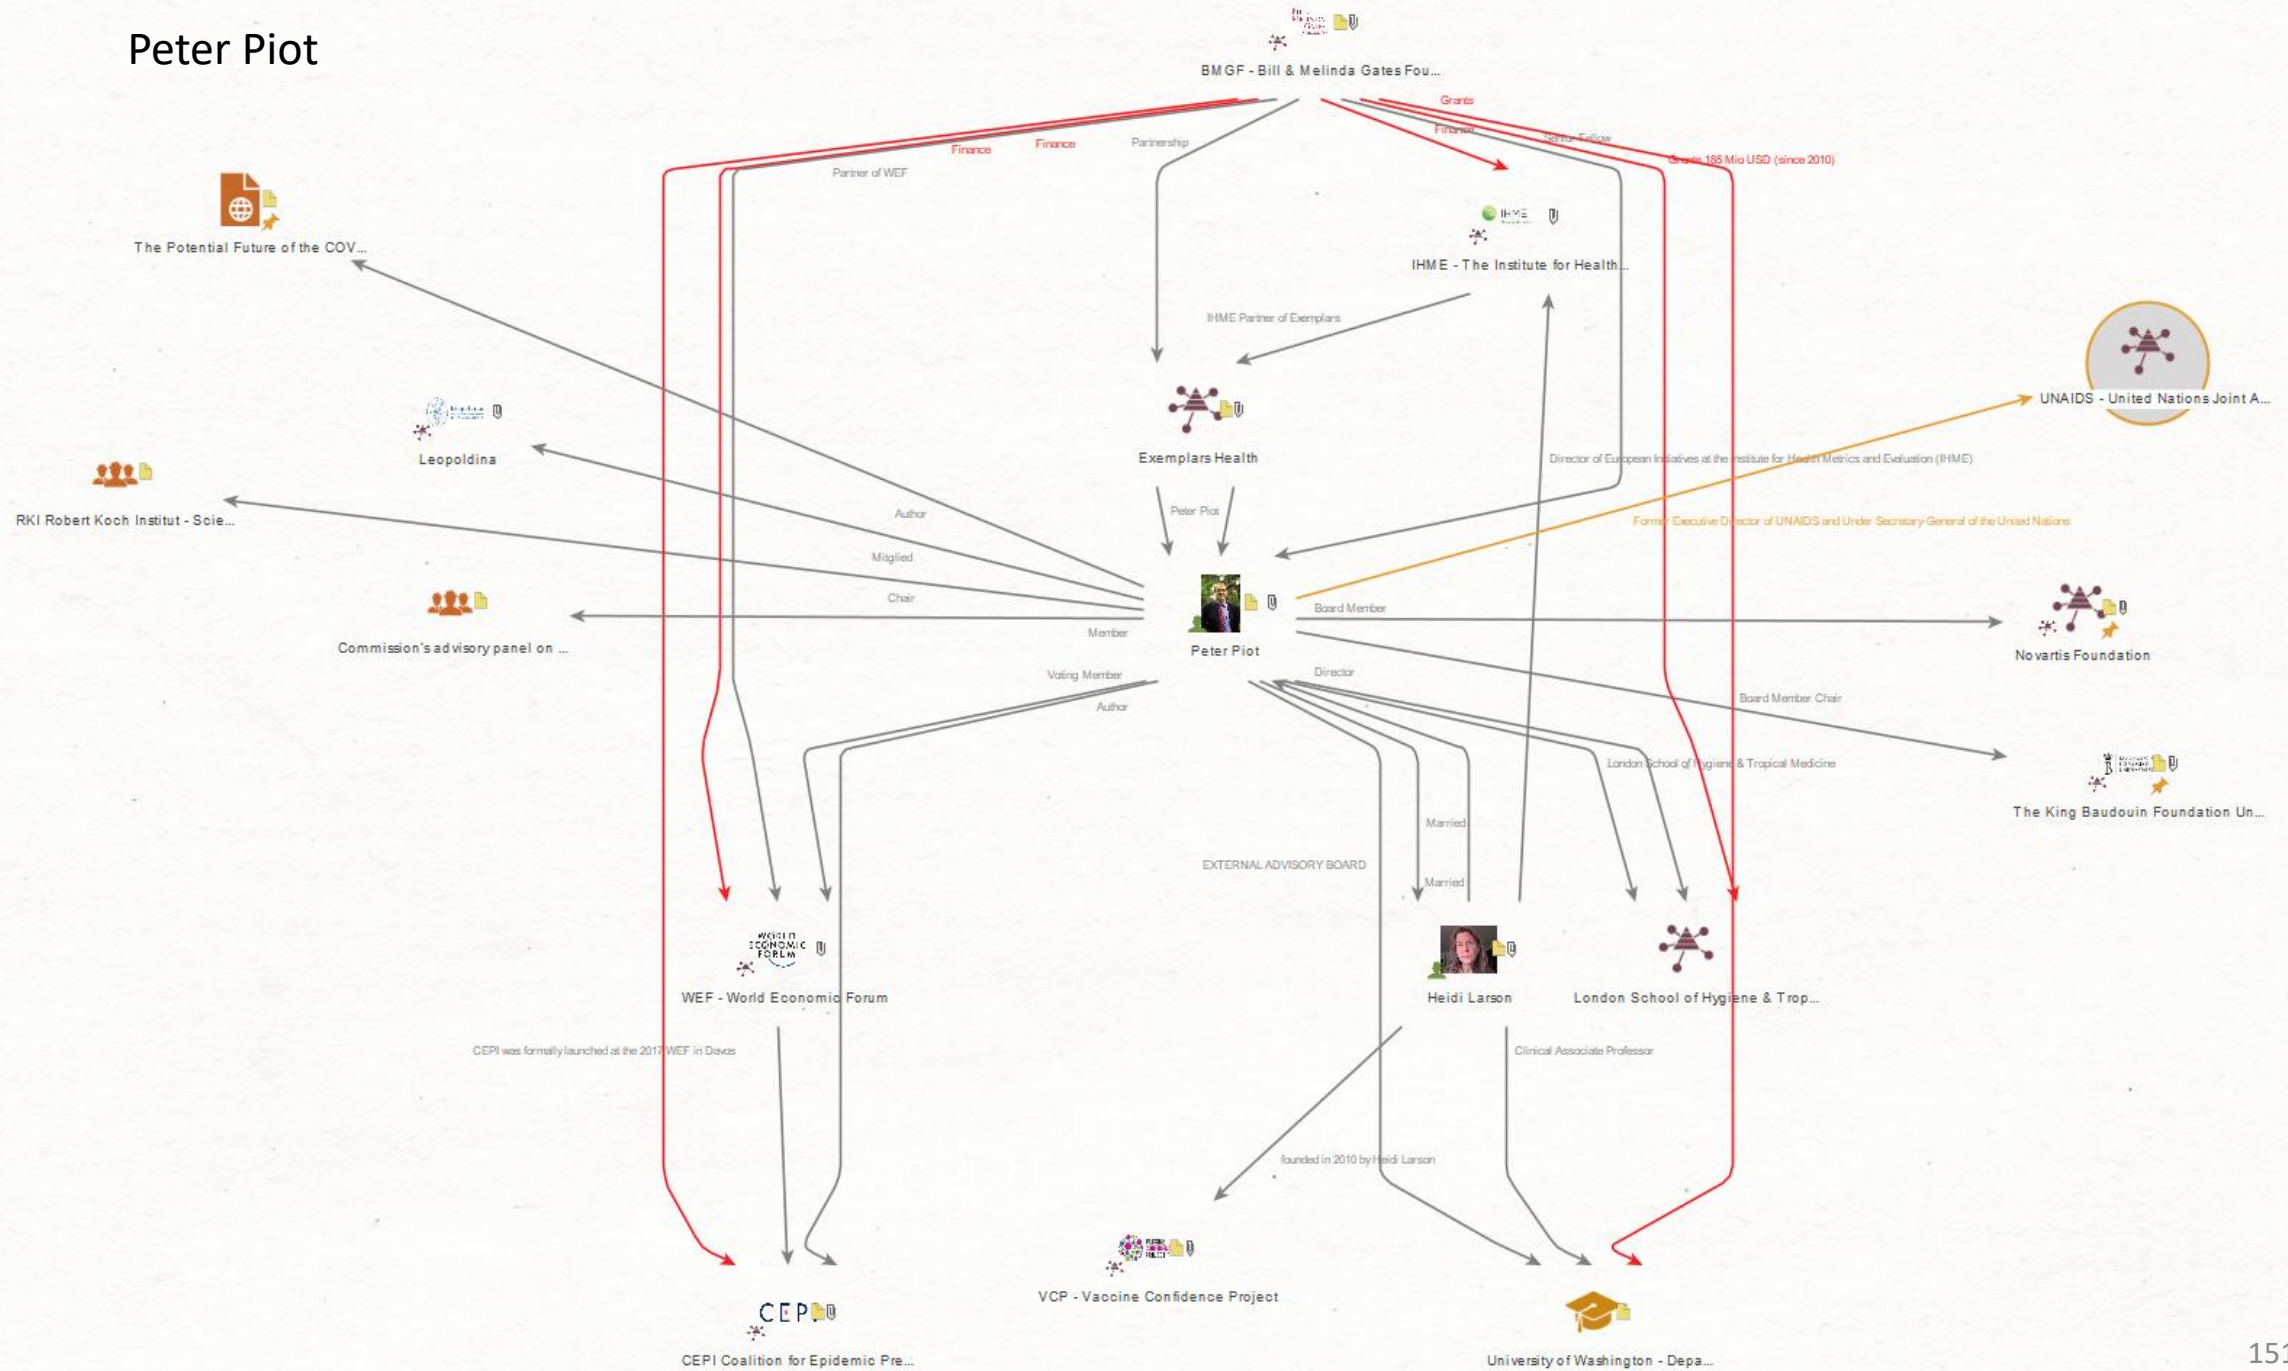 Peter Piot
BMGF - Bill & Melinda Gates Fou...
Grants
Finance
Senior Fellow
Grants 185 Mio USD (since 2010)
Finance
Finance
Partnership
Partner of WEF
The Potential Future of the COV...
IHME
IHME - The Institute for Health...
IHME Partner of Exemplars
UNAIDS - United Nations Joint A...
Leopoldina
Exemplars Health
Director of European Initiatives at the Institute for Health Metrics and Evaluation (IHME)
RKI Robert Koch Institut - Scie...
Author
Peter Piot
Former Executive Director of UNAIDS and Under Secretary-General of the United Nations
Mitglied
Chair
Board Member
Member
Commission's advisory panel on ...
Peter Piot
Novartis Foundation
Voting Member
Director
Board Member Chair
Author
London School of Hygiene & Tropical Medicine
The King Baudouin Foundation Un...
Married
EXTERNAL ADVISORY BOARD
Married
WORLD
ECONOMIC
FORUM
WEF - World Economic Forum
Heidi Larson
London School of Hygiene & Trop...
CEPI was formally launched at the 2017 WEF in Davos
Clinical Associate Professor
founded in 2010 by Heidi Larson
VCP - Vaccine Confidence Project
CEPI
CEPI Coalition for Epidemic Pre...
University of Washington - Depa...
151